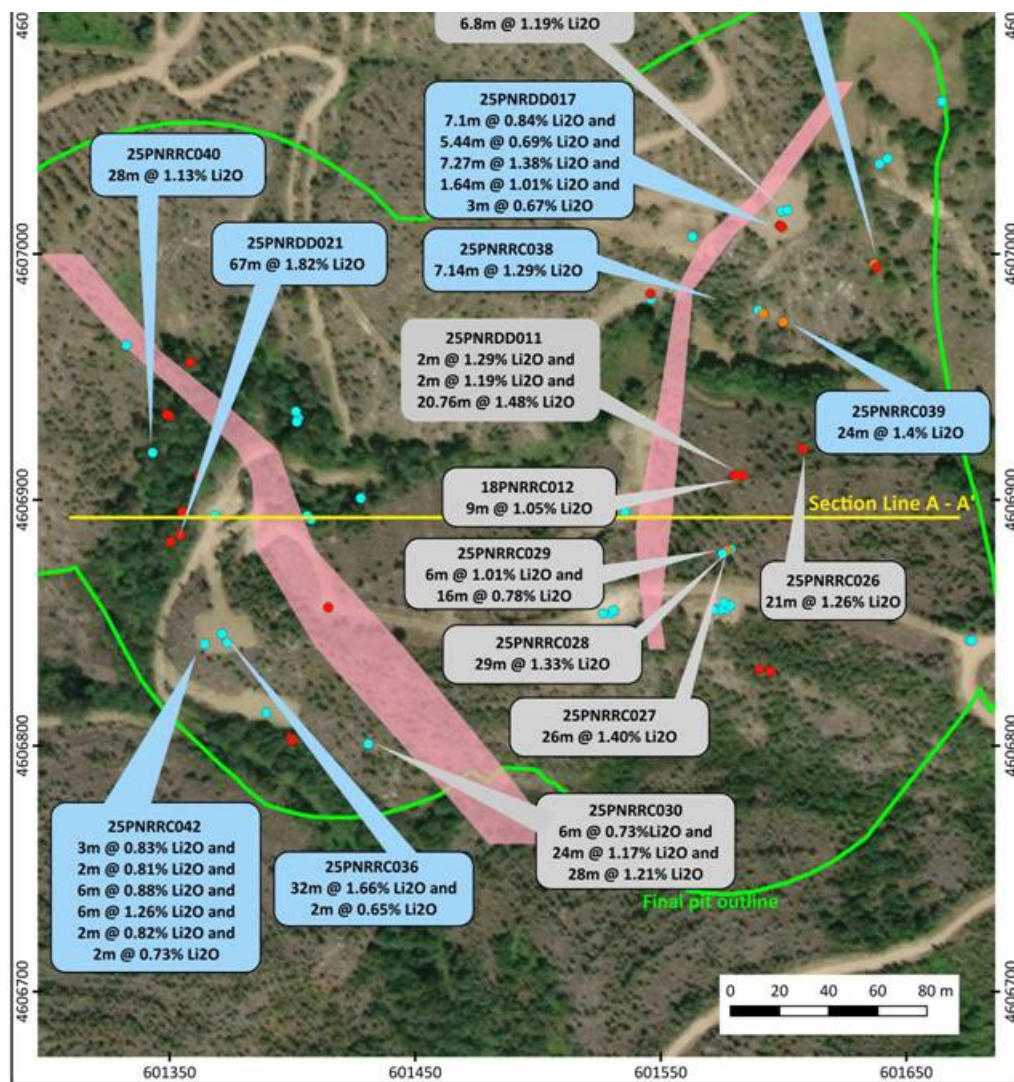 460
460
6.8m @ 1.19% Li2O
25PNRDD017
7.1m @ 0.84% Li2O and
5.44m @ 0.69% Li2O and
7.27m @ 1.38% Li2O and
1.64m @ 1.01% Li2O and
3m @ 0.67% Li2O
25PNRRC040
28m @ 1.13% Li2O
25PNRDD021
67m @ 1.82% Li2O
25PNRRC038
7.14m @ 1.29% Li2O
4607000
4607000
25PNRDD011
2m @ 1.29% Li2O and
2m @ 1.19% Li2O and
20.76m @ 1.48% Li2O
25PNRRC039
24m @ 1.4% Li2O
18PNRRC012
9m @ 1.05% Li2O
4606900
4606900
Section Line A - A'
25PNRRC029
6m @ 1.01% Li2O and
16m @ 0.78% Li2O
25PNRRC026
21m @ 1.26% Li2O
25PNRRC028
29m @ 1.33% Li2O
25PNRRC027
26m @ 1.40% Li2O
4606800
4606800
25PNRRC042
3m @ 0.83% Li2O and
2m @ 0.81% Li2O and
6m @ 0.88% Li2O and
6m @ 1.26% Li2O and
2m @ 0.82% Li2O and
2m @ 0.73% Li2O
25PNRRC036
32m @ 1.66% Li2O and
2m @ 0.65% Li2O
25PNRRC030
6m @ 0.73%Li2O and
24m @ 1.17% Li2O and
28m @ 1.21% Li2O
Final pit outline
4606700
4606700
0 20 40 60 80 m
601350
601450
601550
601650